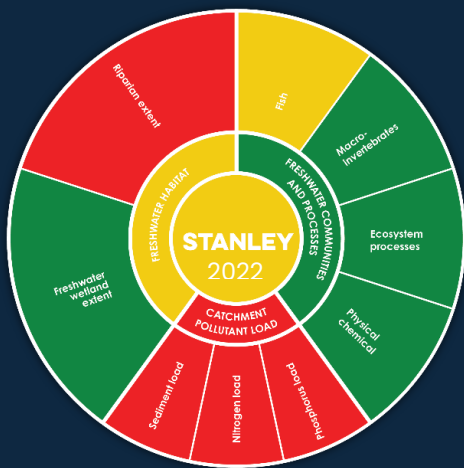 STANLEY
2022
FRESHWATER HABITAT
FRESHWATER COMMUNITIES
AND PROCESSES
CATCHMENT
POLLUTANT LOAD
Riparian extent
Fish
Macro-
invertebrates
Ecosystem
processes
Physical
chemical
Phosphorus load
Nitrogen load
Sediment load
Freshwater
wetland
extent